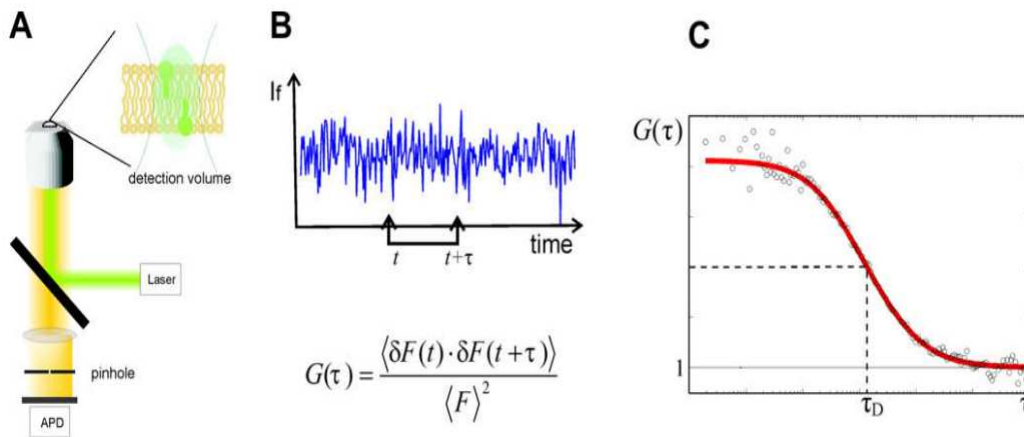 A
detection volume
Laser
pinhole
APD
B
If
time
t
t+τ
G(τ) = ⟨δF(t)·δF(t+τ)⟩ / ⟨F⟩²
C
G(τ)
1
τD
τ